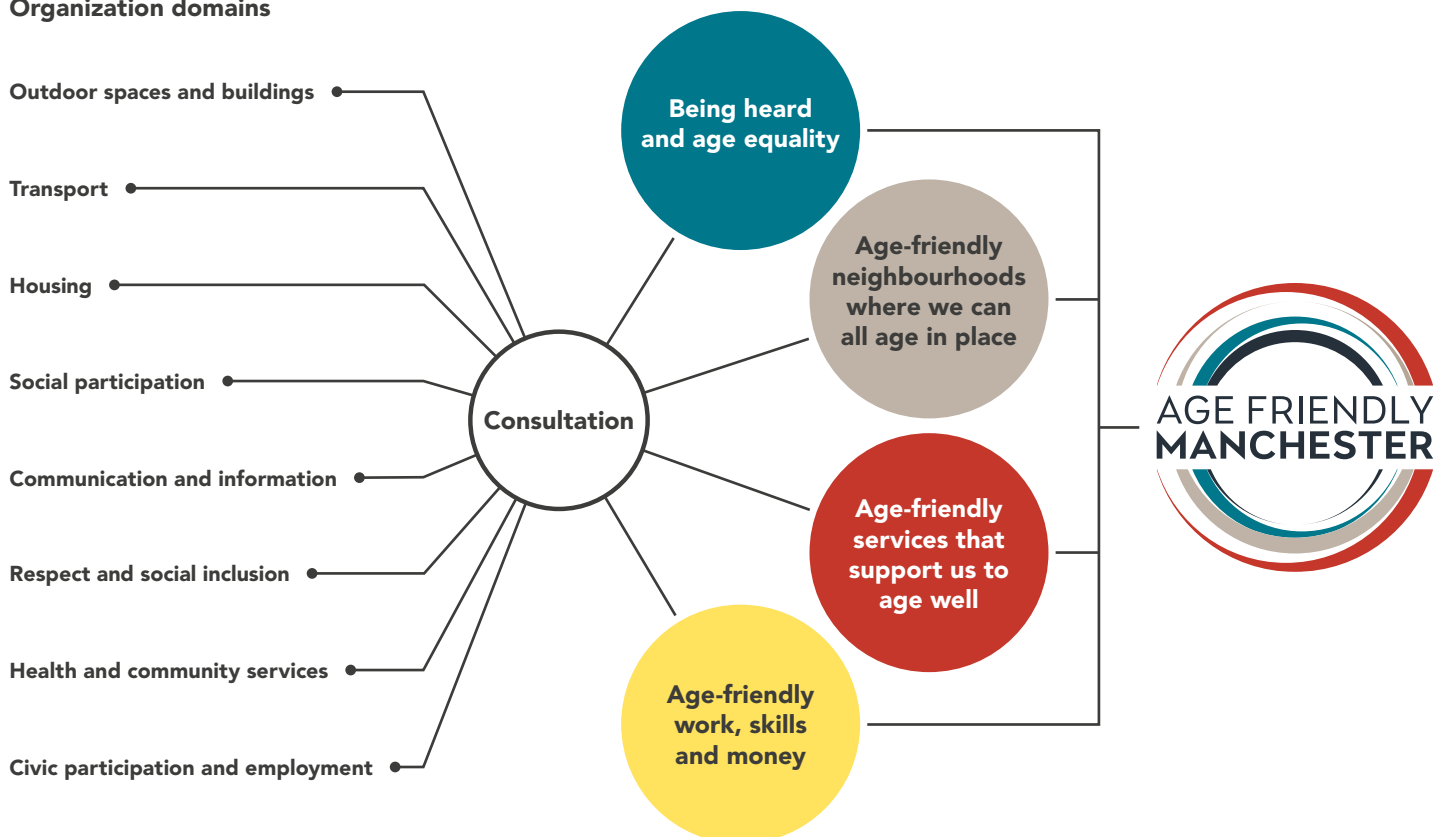 Organization domains
Outdoor spaces and buildings
Transport
Housing
Social participation
Communication and information
Respect and social inclusion
Health and community services
Civic participation and employment
Consultation
Being heard
and age equality
Age-friendly
neighbourhoods
where we can
all age in place
Age-friendly
services that
support us to
age well
Age-friendly
work, skills
and money
AGE FRIENDLY
MANCHESTER